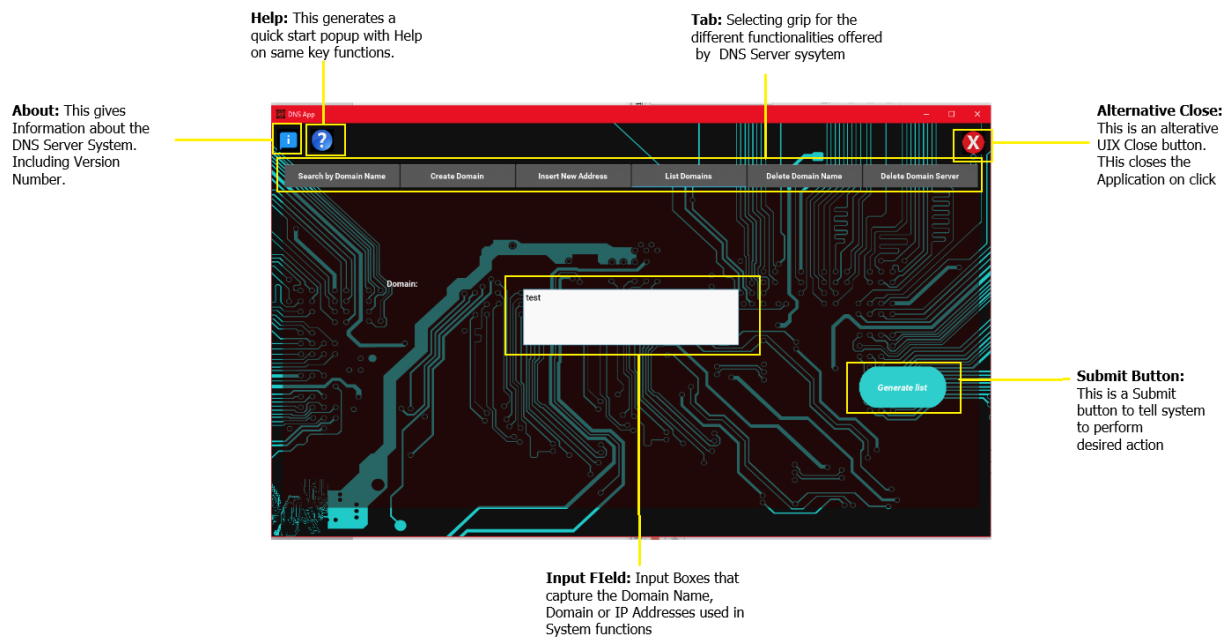 Help: This generates a
quick start popup with Help
on same key functions.
Tab: Selecting grip for the
different functionalities offered
by DNS Server sysytem
About: This gives
Information about the
DNS Server System.
Including Version
Number.
Alternative Close:
This is an alterative
UIX Close button.
THis closes the
Application on click
DNS App
i
?
X
Search by Domain Name
Create Domain
Insert New Address
List Domains
Delete Domain Name
Delete Domain Server
Domain:
test
Generate list
Submit Button:
This is a Submit
button to tell system
to perform
desired action
Input FIeld: Input Boxes that
capture the Domain Name,
Domain or IP Addresses used in
System functions